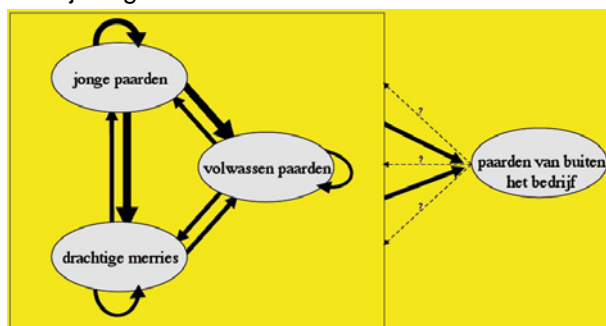 jonge paarden
?
volwassen paarden
?
paarden van buiten
het bedrijf
?
drachtige merries